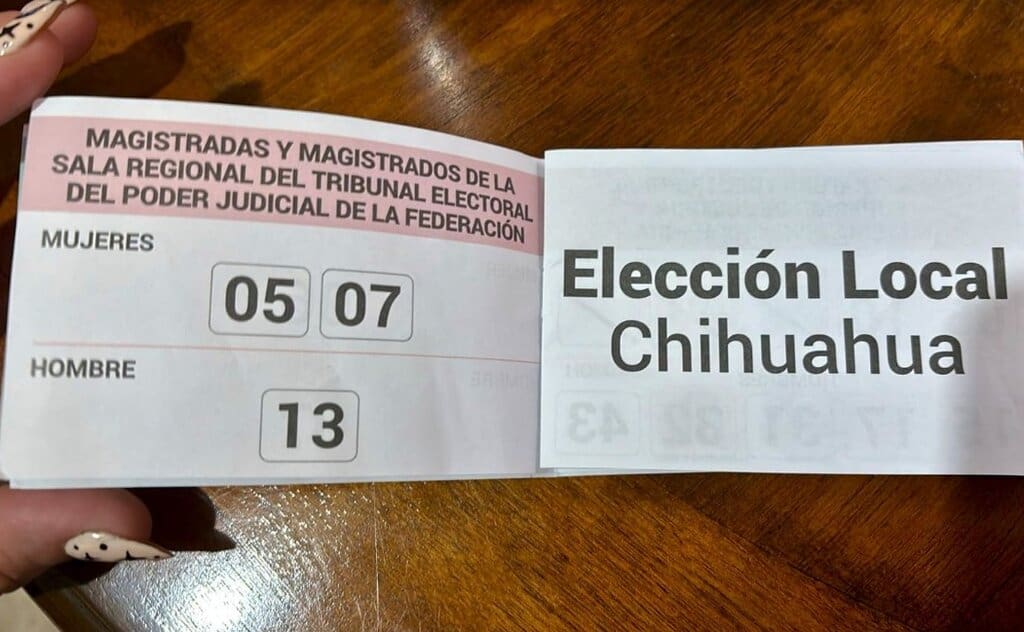 MAGISTRADAS Y MAGISTRADOS DE LA
SALA REGIONAL DEL TRIBUNAL ELECTORAL
DEL PODER JUDICIAL DE LA FEDERACIÓN
MUJERES
05 07
HOMBRE
13
Elección Local
Chihuahua